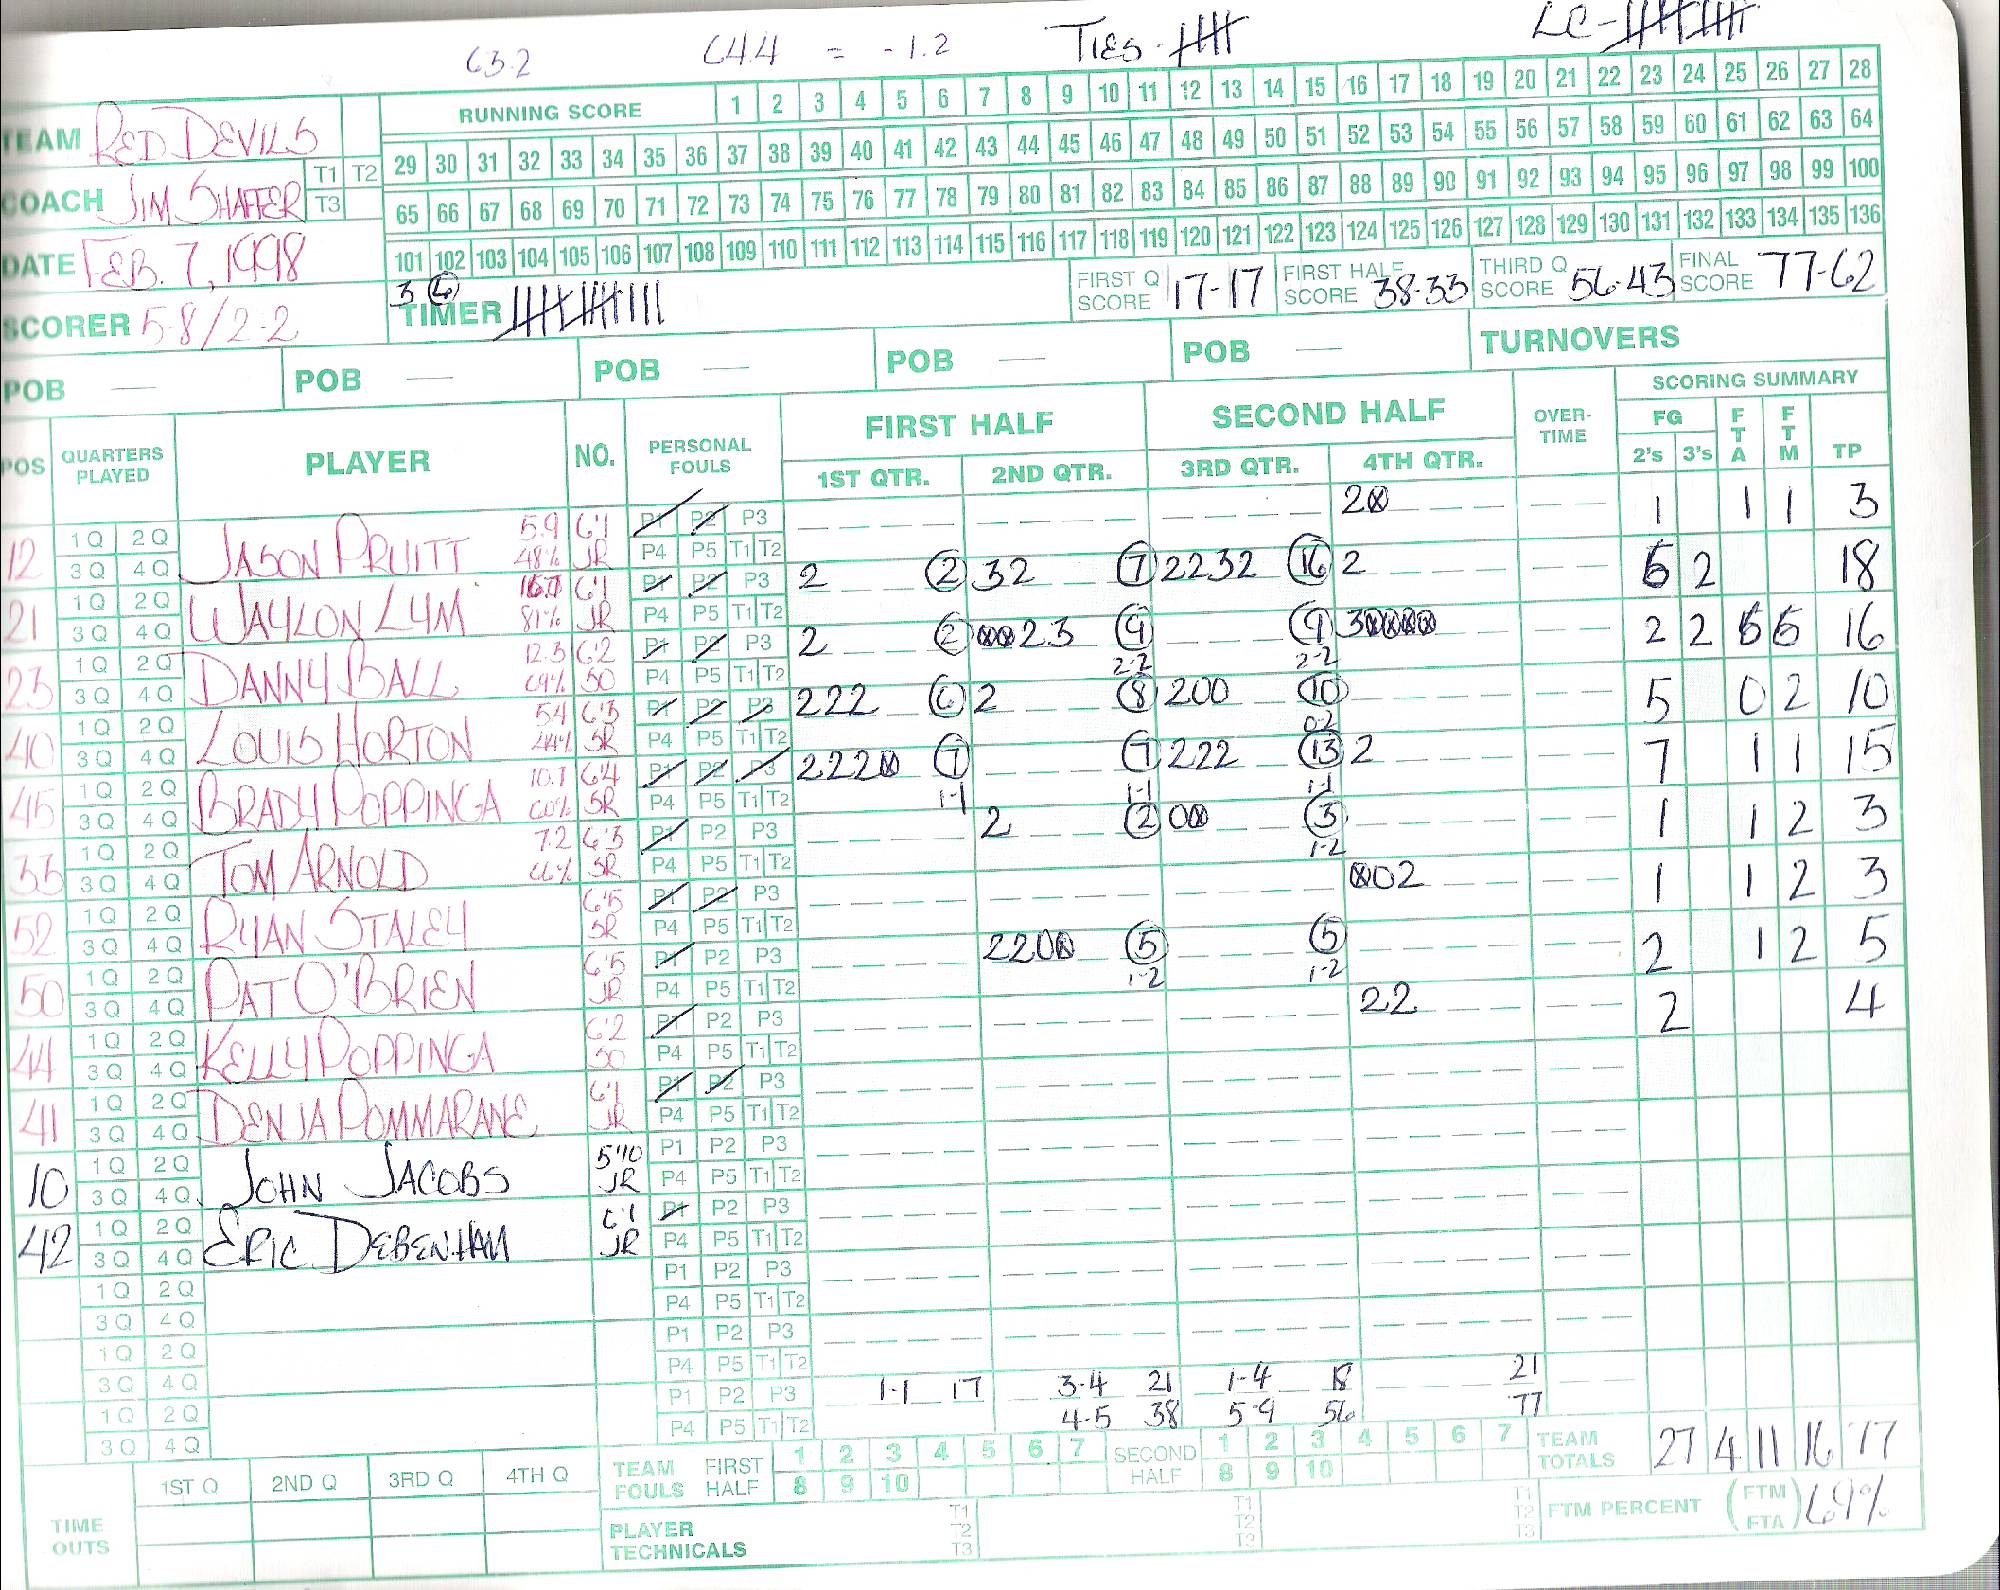 63.2 64.4 = -1.2 TIES- LC-
TEAM RED DEVILS
COACH JIM SHAFFER T1 T2 T3
DATE FEB. 7, 1998
SCORER 5-8/2-2
RUNNING SCORE 1 2 3 4 5 6 7 8 9 10 11 12 13 14 15 16 17 18 19 20 21 22 23 24 25 26 27 28
29 30 31 32 33 34 35 36 37 38 39 40 41 42 43 44 45 46 47 48 49 50 51 52 53 54 55 56 57 58 59 60 61 62 63 64
65 66 67 68 69 70 71 72 73 74 75 76 77 78 79 80 81 82 83 84 85 86 87 88 89 90 91 92 93 94 95 96 97 98 99 100
101 102 103 104 105 106 107 108 109 110 111 112 113 114 115 116 117 118 119 120 121 122 123 124 125 126 127 128 129 130 131 132 133 134 135 136
3 6 TIMER
FIRST Q SCORE 17-17 FIRST HALF SCORE 38-33 THIRD Q SCORE 56-43 FINAL SCORE 77-62
POB — POB — POB — POB — POB — TURNOVERS
POS QUARTERS PLAYED PLAYER NO. PERSONAL FOULS FIRST HALF SECOND HALF OVER-TIME SCORING SUMMARY
1ST QTR. 2ND QTR. 3RD QTR. 4TH QTR. FG 2's 3's FTA FTM TP
12 1Q 2Q 3Q 4Q JASON PRUITT 5.9 48% 6'1 JR P1 P2 P3 P4 P5 T1 T2 2 1 1 1 3
21 1Q 2Q 3Q 4Q WAYLON LYM 81% 6'1 JR P1 P2 P3 P4 P5 T1 T2 2 2 32 7 2232 16 2 6 2 18
23 1Q 2Q 3Q 4Q DANNY BALL 12.3 69% 6'2 SO P1 P2 P3 P4 P5 T1 T2 2 2 23 9 2-2 9 2-2 3 2 2 6 6 16
40 1Q 2Q 3Q 4Q LOUIS HORTON 5.4 44% 6'3 SR P1 P2 P3 P4 P5 T1 T2 222 6 2 8 200 10 0-2 5 0 2 10
45 1Q 2Q 3Q 4Q BRADY POPPINGA 10.7 60% 6'4 SR P1 P2 P3 P4 P5 T1 T2 222 7 1-1 7 1-1 222 13 1-1 2 7 1 1 15
33 1Q 2Q 3Q 4Q TOM ARNOLD 7.2 66% 6'3 SR P1 P2 P3 P4 P5 T1 T2 2 2 0 3 1-2 1 1 2 3
52 1Q 2Q 3Q 4Q RYAN STALEY 6'5 SR P1 P2 P3 P4 P5 T1 T2 02 1 1 2 3
50 1Q 2Q 3Q 4Q PAT O'BRIEN 6'5 JR P1 P2 P3 P4 P5 T1 T2 220 5 1-2 5 1-2 2 1 2 5
44 1Q 2Q 3Q 4Q KELLY POPPINGA 6'2 SO P1 P2 P3 P4 P5 T1 T2 22 2 4
41 1Q 2Q 3Q 4Q DENJA POMMARANE 6'1 JR P1 P2 P3 P4 P5 T1 T2
10 1Q 2Q 3Q 4Q JOHN JACOBS 5'10 JR P1 P2 P3 P4 P5 T1 T2
42 1Q 2Q 3Q 4Q ERIC DEBENHAM 6'1 JR P1 P2 P3 P4 P5 T1 T2
1Q 2Q 3Q 4Q P1 P2 P3 P4 P5 T1 T2
1Q 2Q 3Q 4Q P1 P2 P3 P4 P5 T1 T2
1Q 2Q 3Q 4Q P1 P2 P3 P4 P5 T1 T2
1-1 17 3-4 21 1-4 18 21
4-5 38 5-9 56 77
TEAM FOULS FIRST HALF 1 2 3 4 5 6 7 8 9 10 SECOND HALF 1 2 3 4 5 6 7 8 9 10 TEAM TOTALS 27 4 11 16 77
TIME OUTS 1ST Q 2ND Q 3RD Q 4TH Q
PLAYER TECHNICALS T1 T2 T3 T1 T2 T3 T1 T2 T3 FTM PERCENT (FTM FTA) 69%